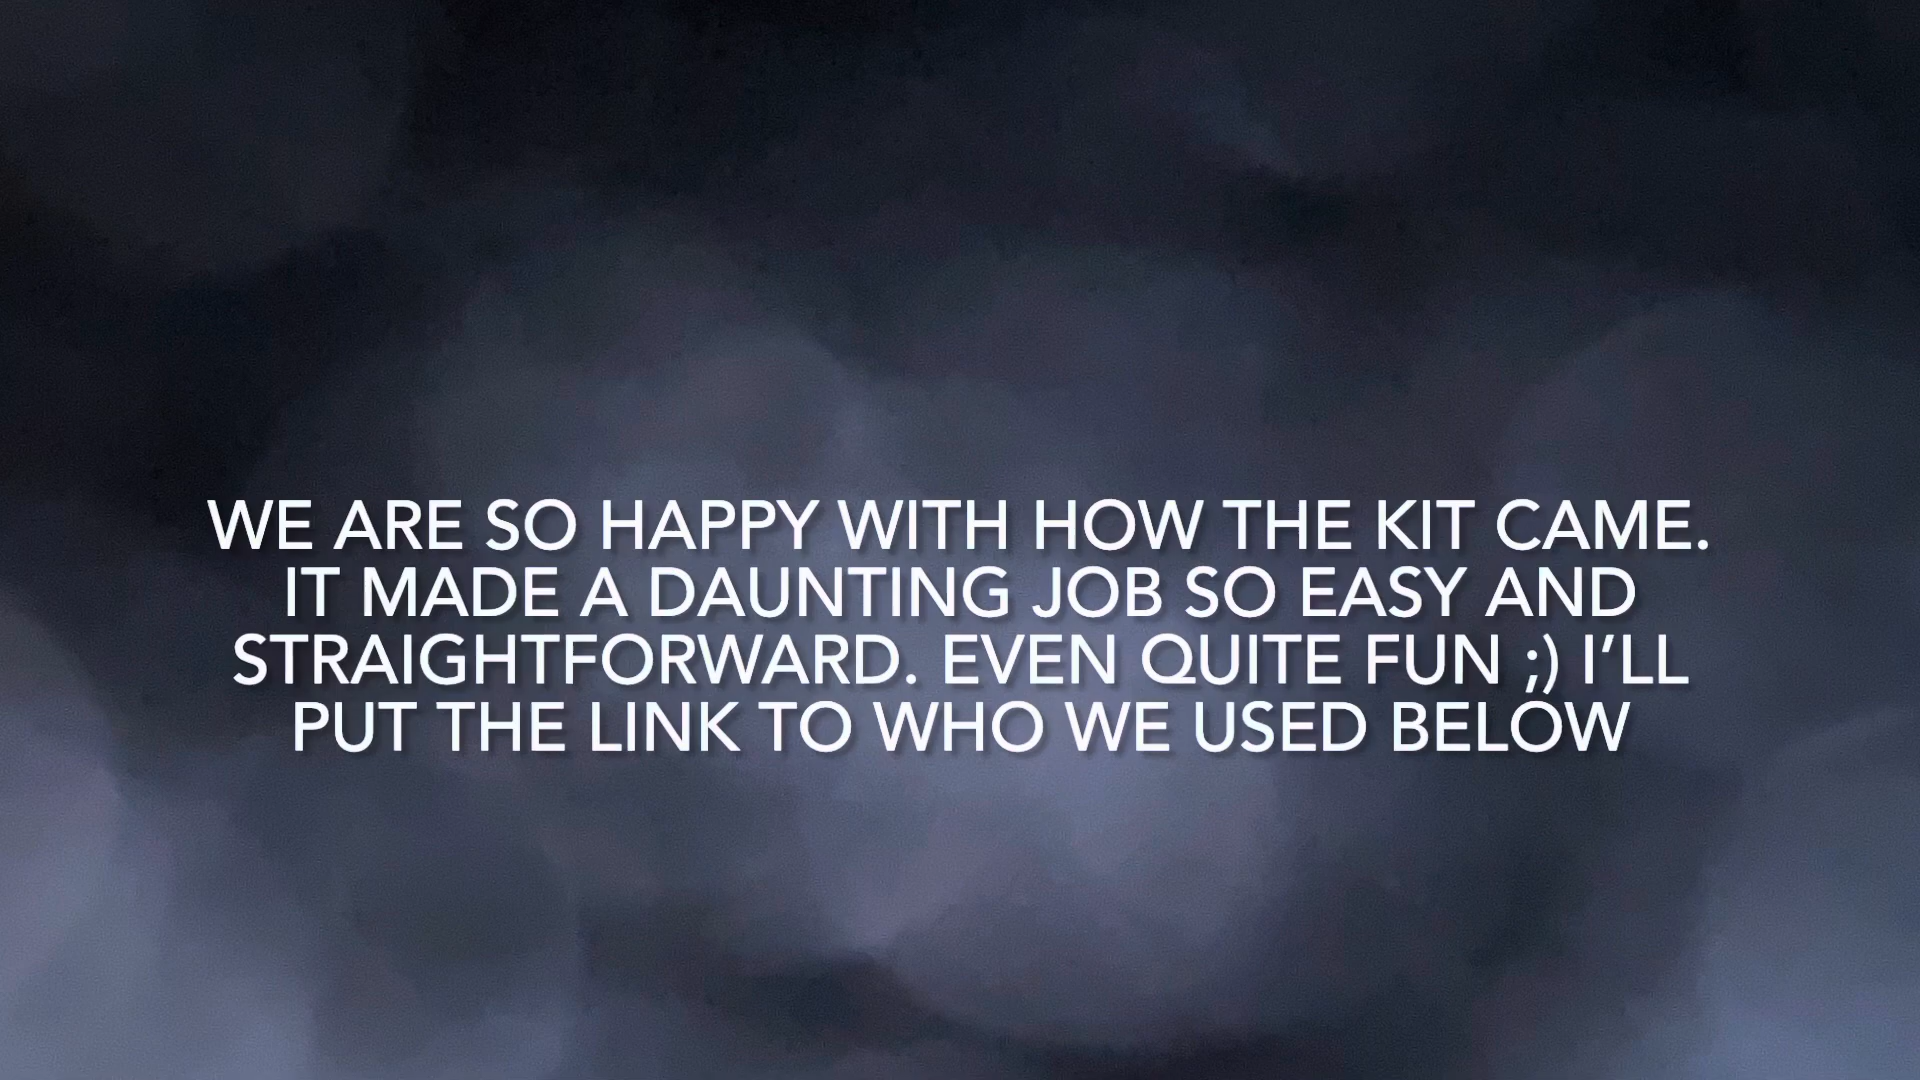 WE ARE SO HAPPY WITH HOW THE KIT CAME.
IT MADE A DAUNTING JOB SO EASY AND
STRAIGHTFORWARD. EVEN QUITE FUN ;) I’LL
PUT THE LINK TO WHO WE USED BELOW